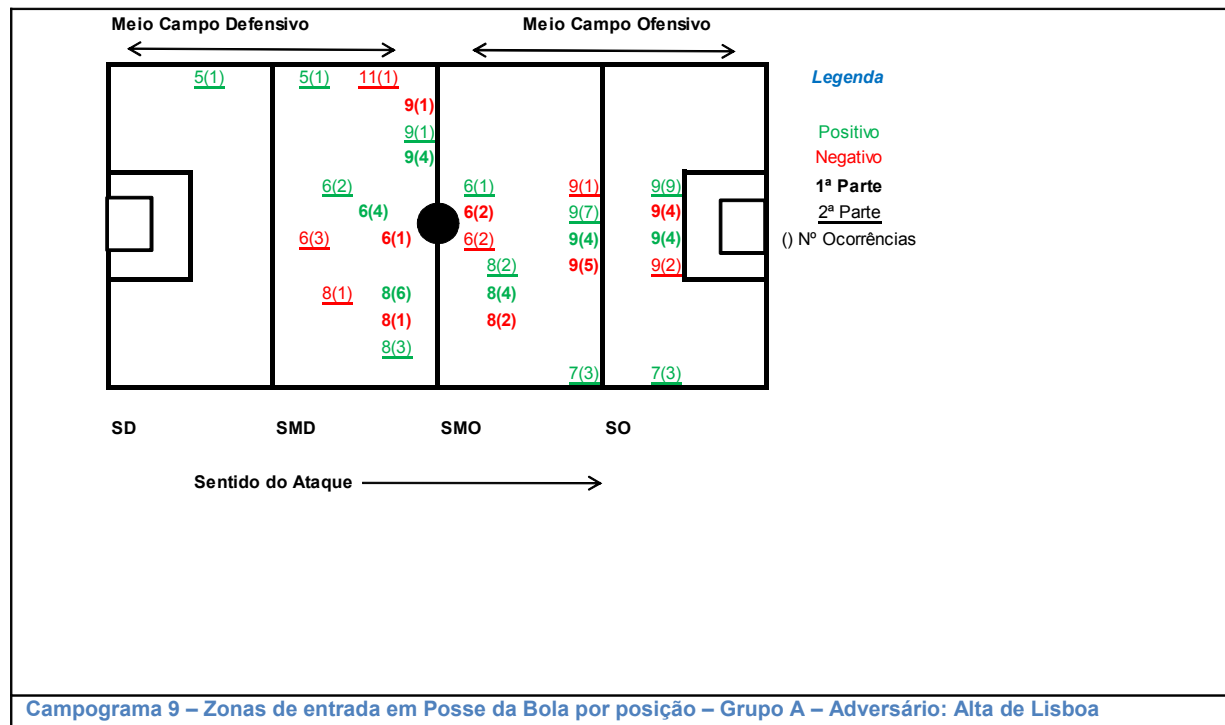 Meio Campo Defensivo Meio Campo Ofensivo
5(1) 5(1) 11(1) Legenda
9(1)
9(1) Positivo
9(4) Negativo
6(2) 6(1) 9(1) 9(9) 1ª Parte
6(4) 6(2) 9(7) 9(4) 2ª Parte
6(3) 6(1) 6(2) 9(4) 9(4) () Nº Ocorrências
8(2) 9(5) 9(2)
8(1) 8(6) 8(4)
8(1) 8(2)
8(3)
7(3) 7(3)
SD SMD SMO SO
Sentido do Ataque
Campograma 9 – Zonas de entrada em Posse da Bola por posição – Grupo A – Adversário: Alta de Lisboa